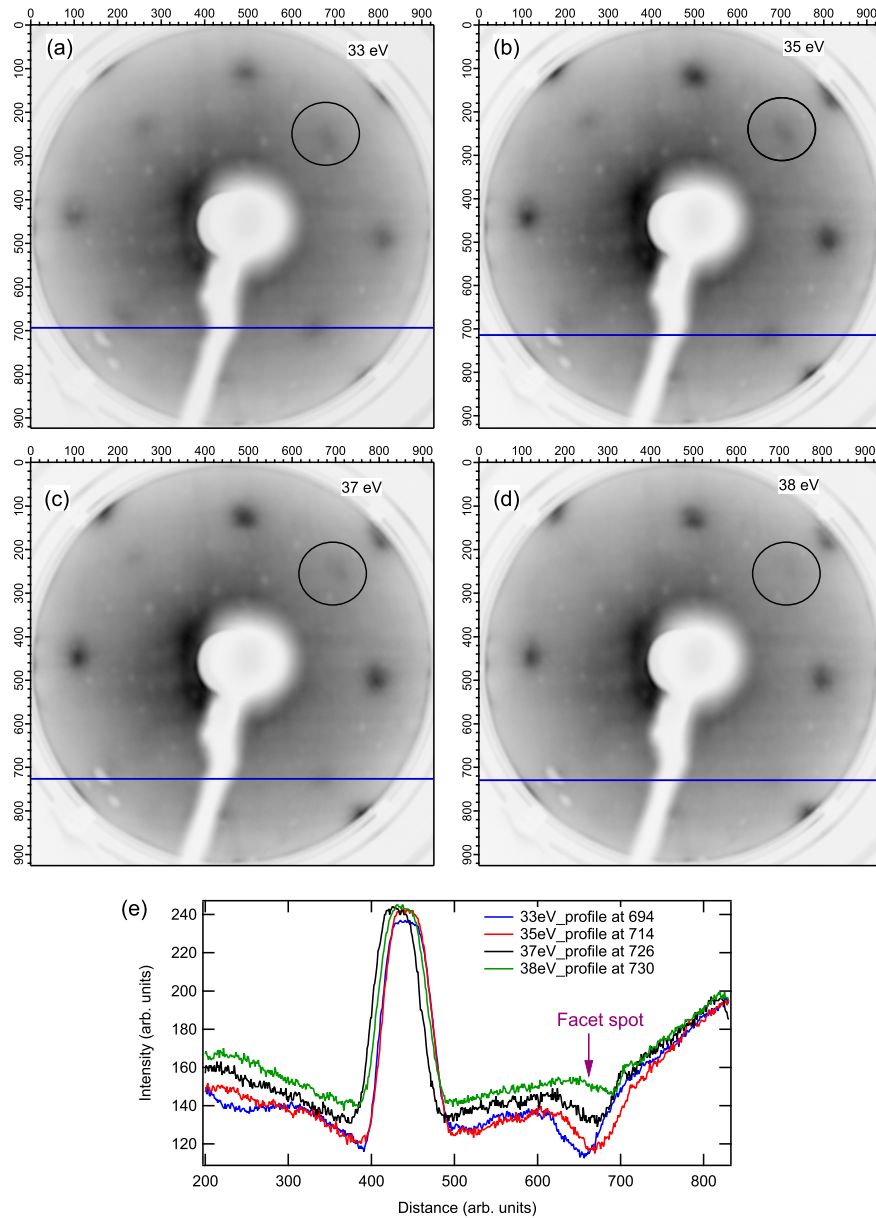 0 100 200 300 400 500 600 700 800 900
0 100 200 300 400 500 600 700 800 900
(a) 33 eV
(b) 35 eV
0 100 200 300 400 500 600 700 800 900
0 100 200 300 400 500 600 700 800 900
0 100 200 300 400 500 600 700 800 900
0 100 200 300 400 500 600 700 800 900
(c) 37 eV
(d) 38 eV
0 100 200 300 400 500 600 700 800 900
0 100 200 300 400 500 600 700 800 900
(e)
240
220
200
180
160
140
120
Intensity (arb. units)
33eV_profile at 694
35eV_profile at 714
37eV_profile at 726
38eV_profile at 730
Facet spot
200 300 400 500 600 700 800
Distance (arb. units)